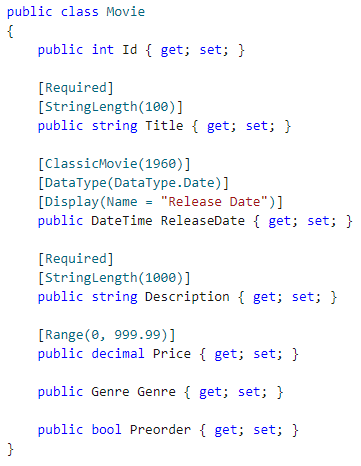 public class Movie
{
    public int Id { get; set; }

    [Required]
    [StringLength(100)]
    public string Title { get; set; }

    [ClassicMovie(1960)]
    [DataType(DataType.Date)]
    [Display(Name = "Release Date")]
    public DateTime ReleaseDate { get; set; }

    [Required]
    [StringLength(1000)]
    public string Description { get; set; }

    [Range(0, 999.99)]
    public decimal Price { get; set; }

    public Genre Genre { get; set; }

    public bool Preorder { get; set; }
}